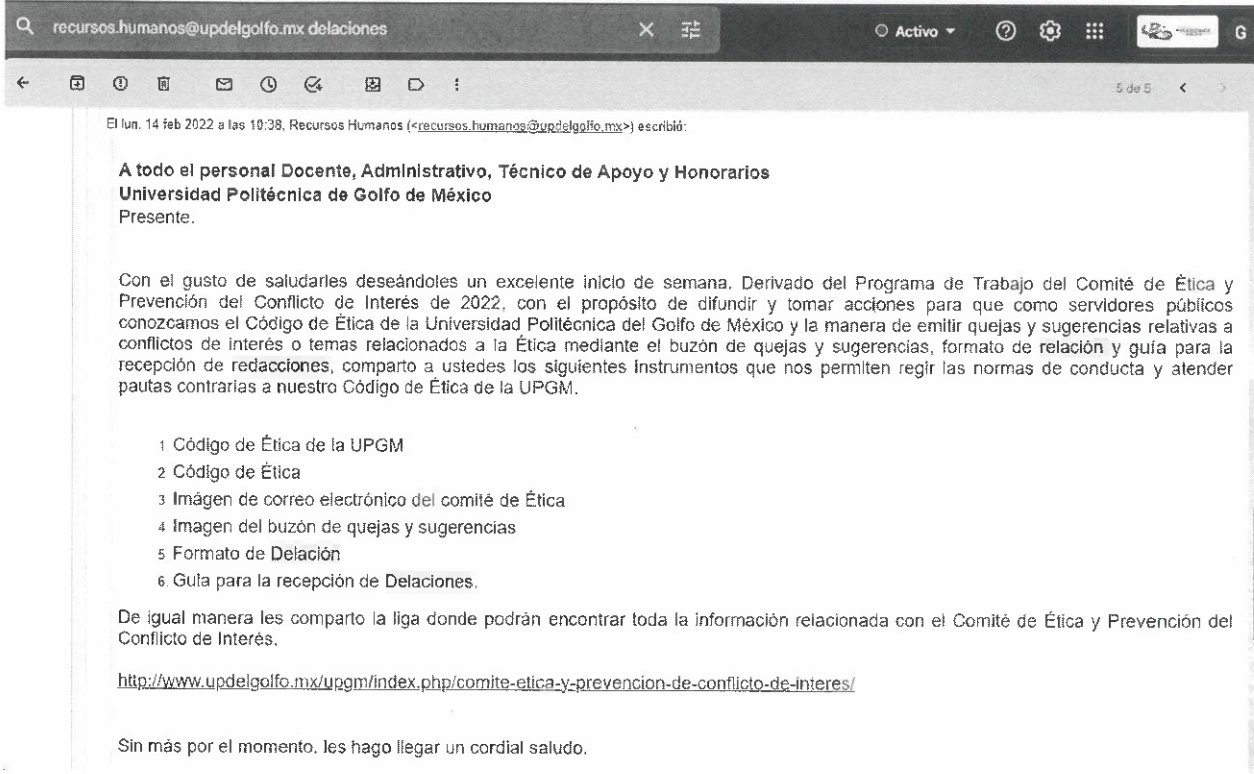 recursos.humanos@updelgolfo.mx delaciones
Activo
G
5 de 5
El lun, 14 feb 2022 a las 10:38, Recursos Humanos (<recursos.humanos@updelgolfo.mx>) escribió:
A todo el personal Docente, Administrativo, Técnico de Apoyo y Honorarios
Universidad Politécnica de Golfo de México
Presente.
Con el gusto de saludarles deseándoles un excelente inicio de semana. Derivado del Programa de Trabajo del Comité de Ética y
Prevención del Conflicto de Interés de 2022, con el propósito de difundir y tomar acciones para que como servidores públicos
conozcamos el Código de Ética de la Universidad Politécnica del Golfo de México y la manera de emitir quejas y sugerencias relativas a
conflictos de interés o temas relacionados a la Ética mediante el buzón de quejas y sugerencias, formato de relación y guía para la
recepción de redacciones, comparto a ustedes los siguientes instrumentos que nos permiten regir las normas de conducta y atender
pautas contrarias a nuestro Código de Ética de la UPGM.
1 Código de Ética de la UPGM
2 Código de Ética
3 Imágen de correo electrónico del comité de Ética
4 Imagen del buzón de quejas y sugerencias
5 Formato de Delación
6. Guía para la recepción de Delaciones.
De igual manera les comparto la liga donde podrán encontrar toda la información relacionada con el Comité de Ética y Prevención del
Conflicto de Interés.
http://www.updelgolfo.mx/upgm/index.php/comite-etica-y-prevencion-de-conflicto-de-interes/
Sin más por el momento, les hago llegar un cordial saludo.